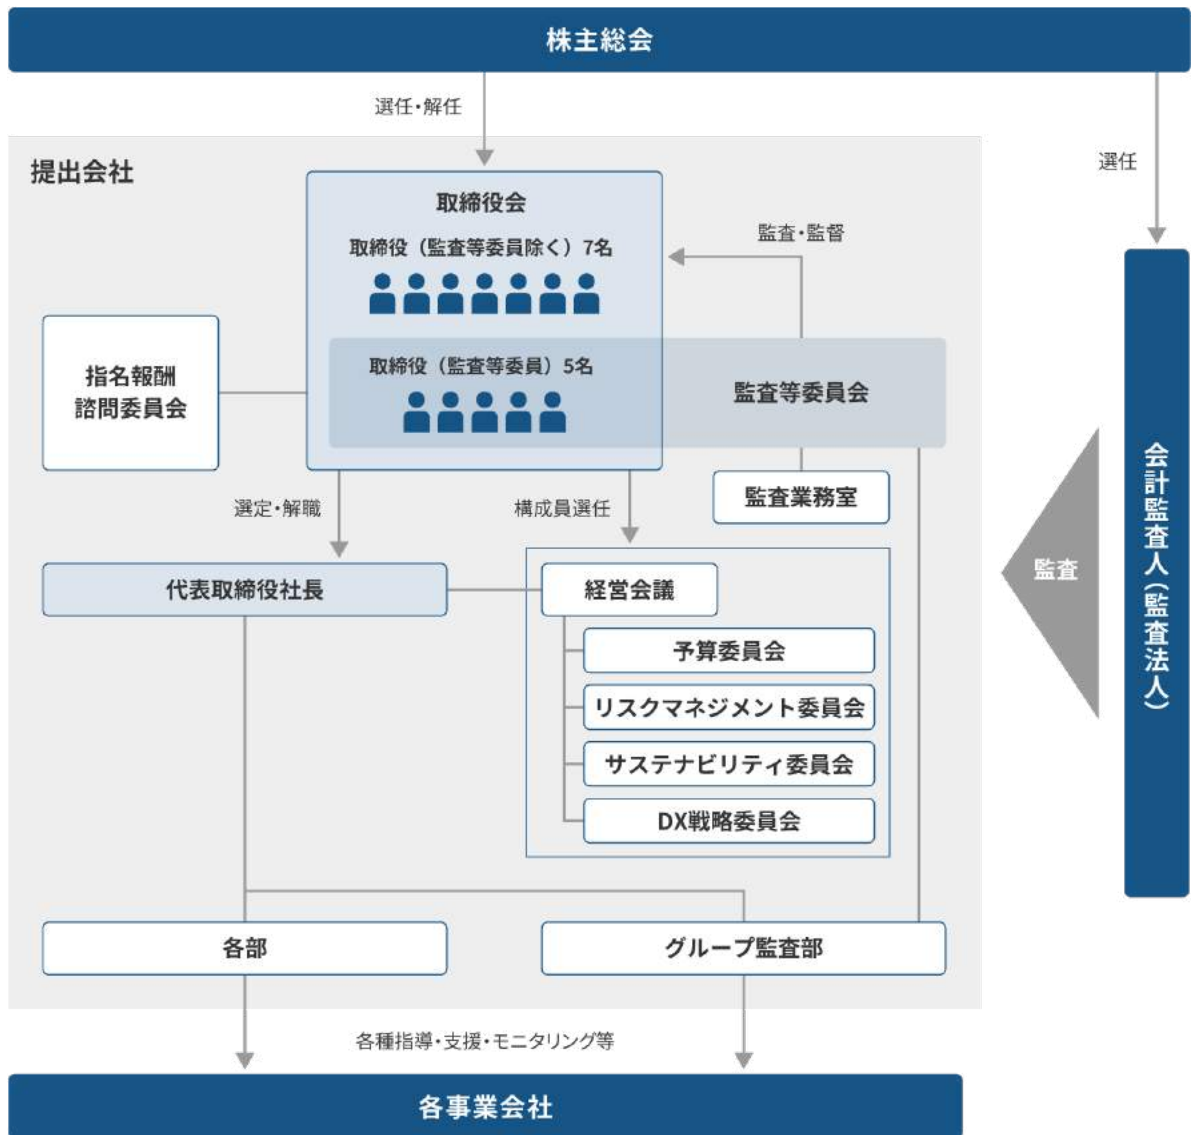 株主総会
選任・解任
選任
提出会社
取締役会
取締役（監査等委員除く）7名
監査・監督
指名報酬
諮問委員会
取締役（監査等委員）5名
監査等委員会
監査業務室
選定・解職
構成員選任
代表取締役社長
経営会議
予算委員会
リスクマネジメント委員会
サステナビリティ委員会
DX戦略委員会
監査
会計監査人（監査法人）
各部
グループ監査部
各種指導・支援・モニタリング等
各事業会社